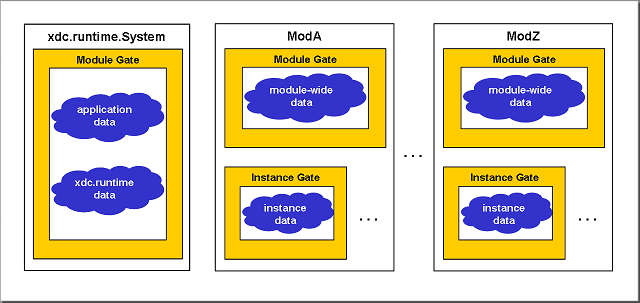 xdc.runtime.System
Module Gate
application
data
xdc.runtime
data
ModA
Module Gate
module-wide
data
Instance Gate
instance
data
...
...
ModZ
Module Gate
module-wide
data
Instance Gate
instance
data
...